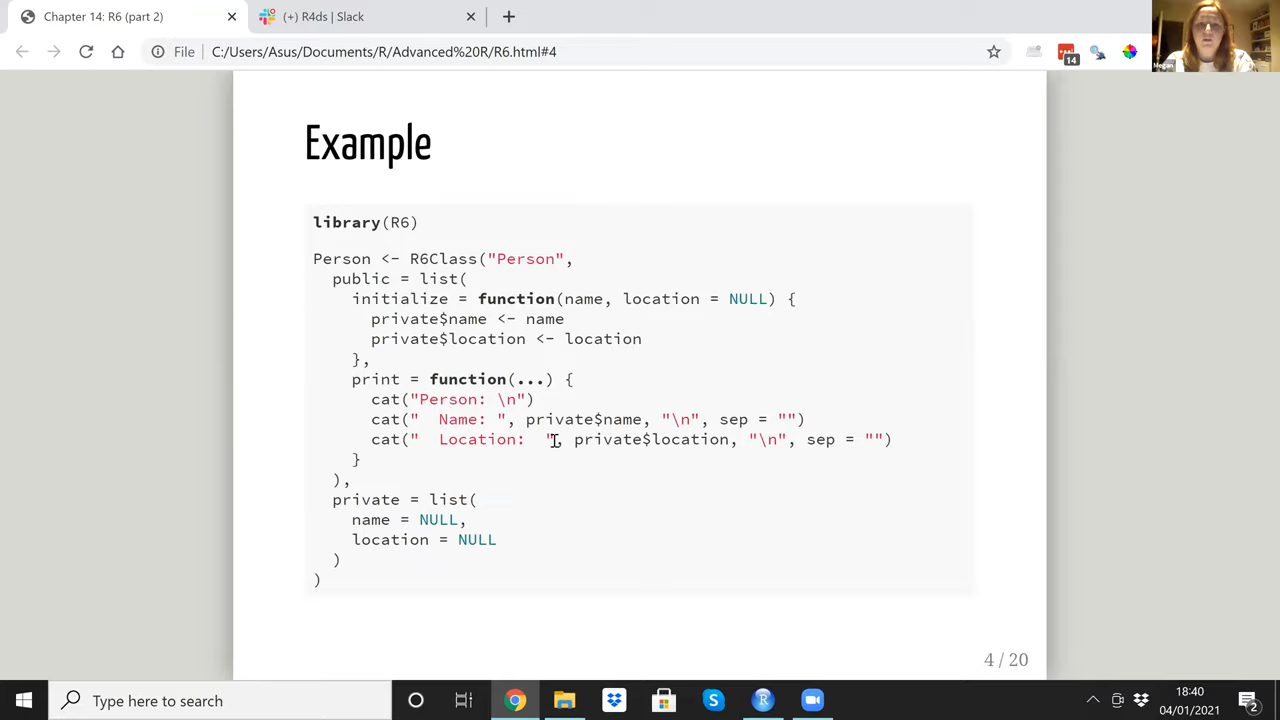 Chapter 14: R6 (part 2)
(+) R4ds | Slack
File
C:/Users/Asus/Documents/R/Advanced%20R/R6.html#4
14
Megan
Example
library(R6)
Person <- R6Class("Person",
  public = list(
    initialize = function(name, location = NULL) {
      private$name <- name
      private$location <- location
    },
    print = function(...) {
      cat("Person: \n")
      cat("  Name: ", private$name, "\n", sep = "")
      cat("  Location:  ", private$location, "\n", sep = "")
    }
  ),
  private = list(
    name = NULL,
    location = NULL
  )
)
4 / 20
Type here to search
18:40
04/01/2021
2